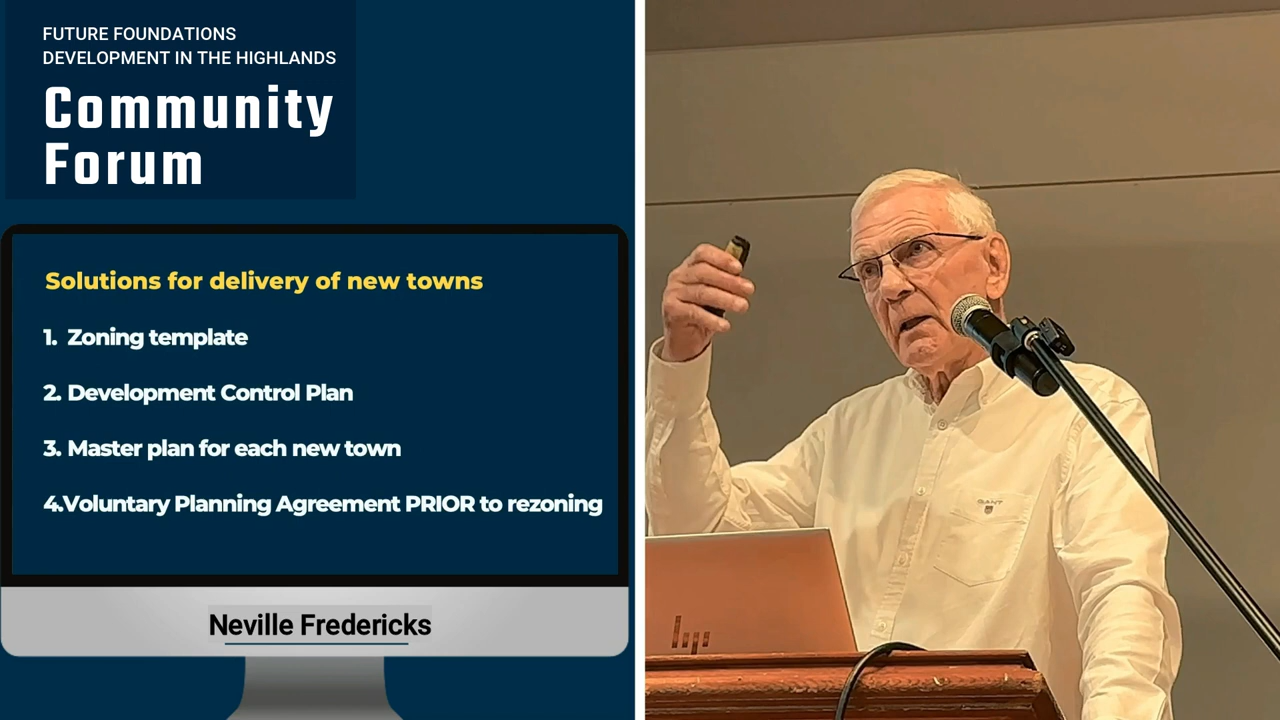 FUTURE FOUNDATIONS
DEVELOPMENT IN THE HIGHLANDS
Community
Forum
Solutions for delivery of new towns
1. Zoning template
2. Development Control Plan
3. Master plan for each new town
4.Voluntary Planning Agreement PRIOR to rezoning
Neville Fredericks
GANT
hp